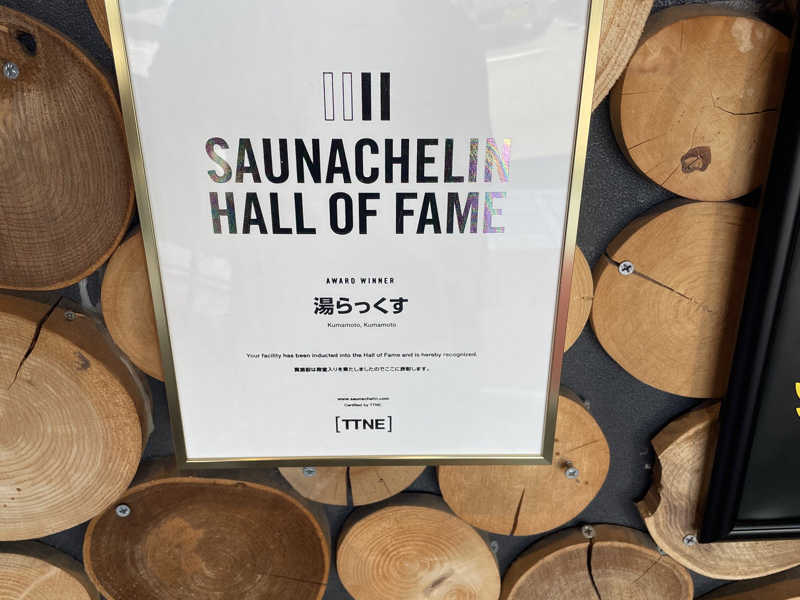 SAUNACHELIN
HALL OF FAME
AWARD WINNER
湯らっくす
Kumamoto, Kumamoto
Your facility has been inducted into the Hall of Fame and is hereby recognized.
貴施設は殿堂入りを果たしましたのでここに表彰します。
www.saunachelin.com
Certified by TTNE
[TTNE]